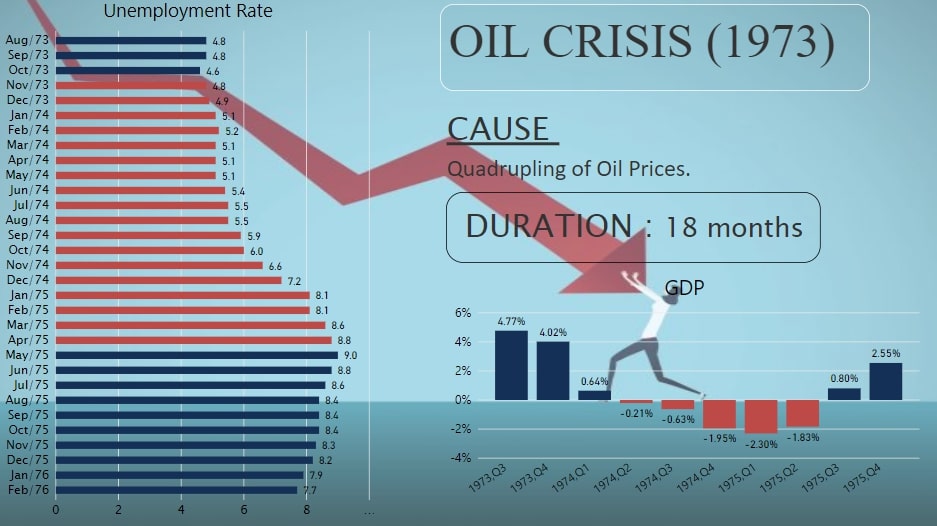 Unemployment Rate
Aug/73 4.8
Sep/73 4.8
Oct/73 4.6
Nov/73 4.8
Dec/73 4.9
Jan/74 5.1
Feb/74 5.2
Mar/74 5.1
Apr/74 5.1
May/74 5.1
Jun/74 5.4
Jul/74 5.5
Aug/74 5.5
Sep/74 5.9
Oct/74 6.0
Nov/74 6.6
Dec/74 7.2
Jan/75 8.1
Feb/75 8.1
Mar/75 8.6
Apr/75 8.8
May/75 9.0
Jun/75 8.8
Jul/75 8.6
Aug/75 8.4
Sep/75 8.4
Oct/75 8.4
Nov/75 8.3
Dec/75 8.2
Jan/76 7.9
Feb/76 7.7
0 2 4 6 8 ...
OIL CRISIS (1973)
CAUSE
Quadrupling of Oil Prices.
DURATION : 18 months
GDP
6%
4%
2%
0%
-2%
-4%
4.77% 4.02% 0.64% -0.21% -0.63% -1.95% -2.30% -1.83% 0.80% 2.55%
1973,Q3 1973,Q4 1974,Q1 1974,Q2 1974,Q3 1974,Q4 1975,Q1 1975,Q2 1975,Q3 1975,Q4